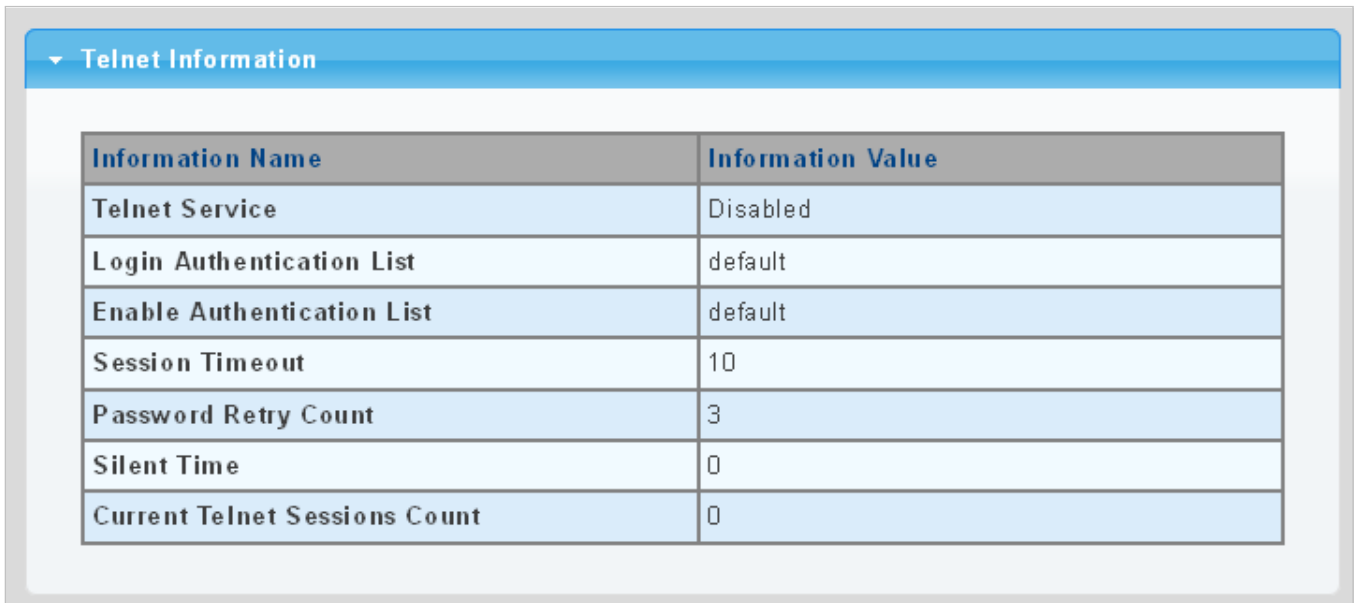 Telnet Information
Information Name Information Value
Telnet Service Disabled
Login Authentication List default
Enable Authentication List default
Session Timeout 10
Password Retry Count 3
Silent Time 0
Current Telnet Sessions Count 0